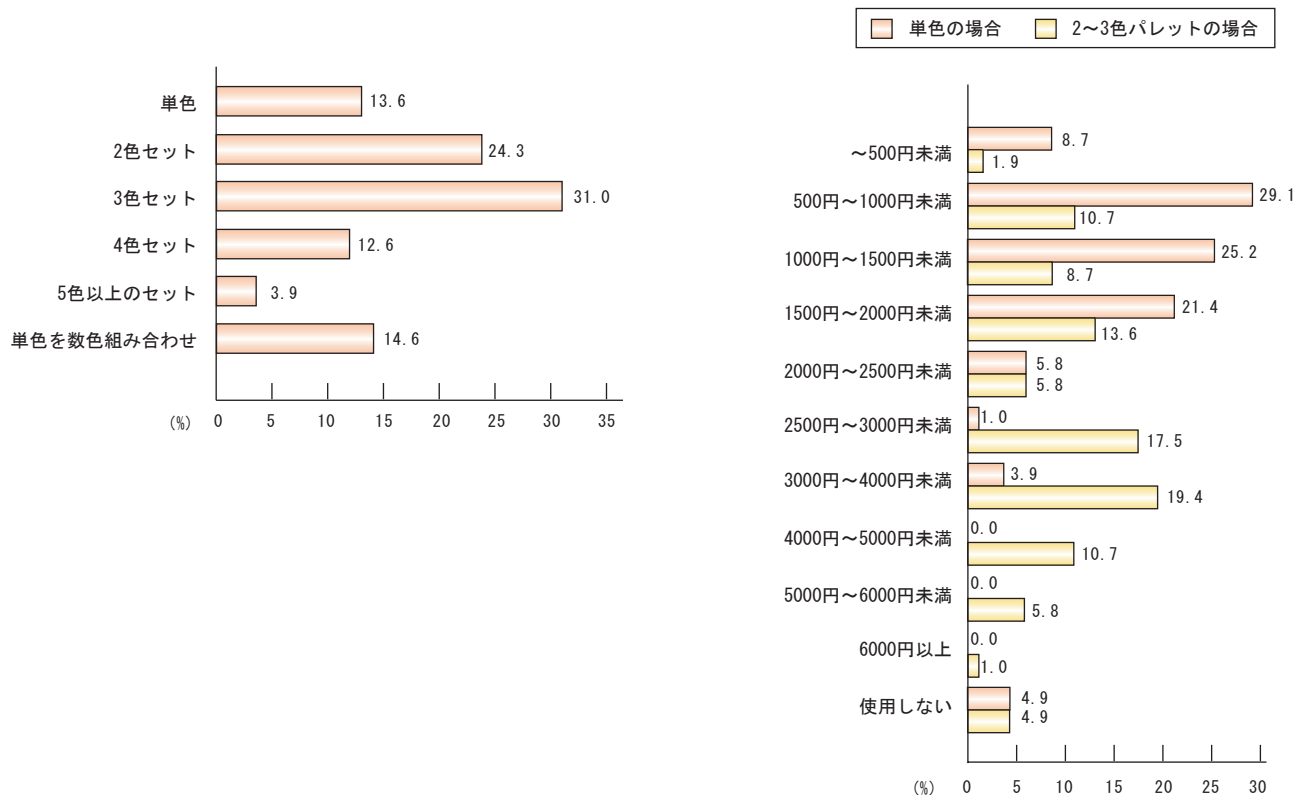 単色の場合 2～3色パレットの場合
単色 13.6
2色セット 24.3
3色セット 31.0
4色セット 12.6
5色以上のセット 3.9
単色を数色組み合わせ 14.6
(%) 0 5 10 15 20 25 30 35
～500円未満 8.7
1.9
500円～1000円未満 29.1
10.7
1000円～1500円未満 25.2
8.7
1500円～2000円未満 21.4
13.6
2000円～2500円未満 5.8
5.8
2500円～3000円未満 1.0
17.5
3000円～4000円未満 3.9
19.4
4000円～5000円未満 0.0
10.7
5000円～6000円未満 0.0
5.8
6000円以上 0.0
1.0
使用しない 4.9
4.9
(%) 0 5 10 15 20 25 30